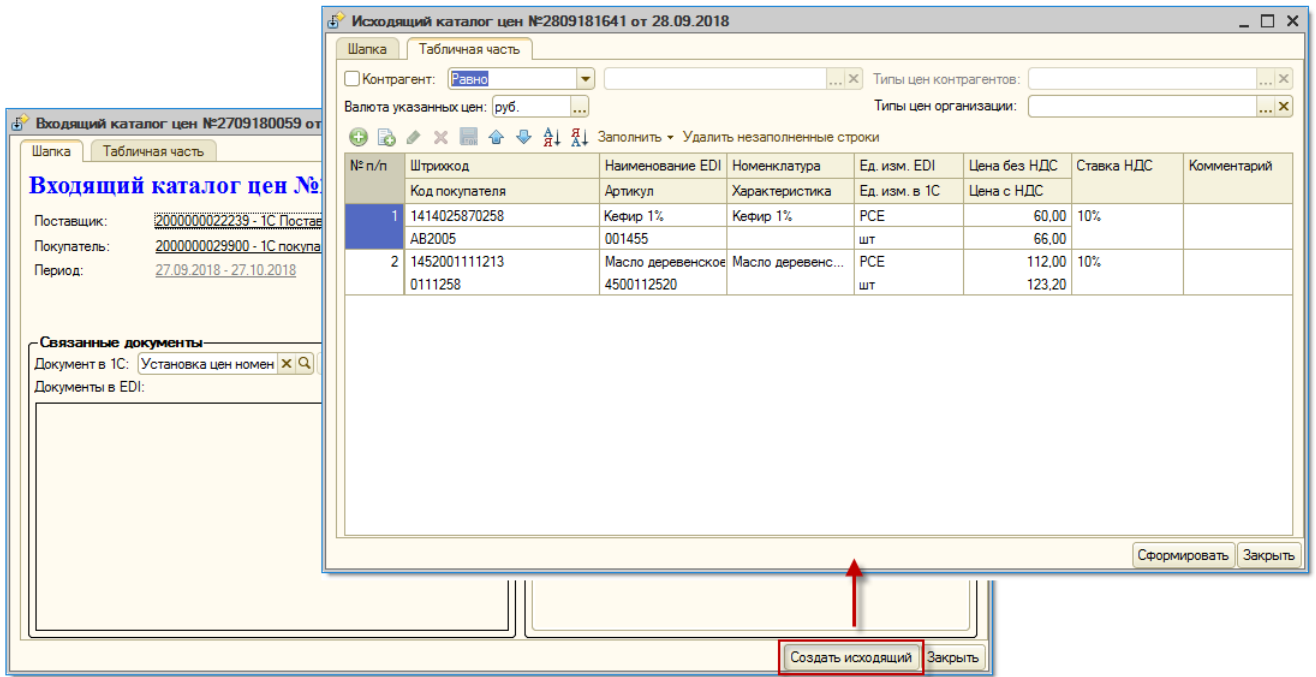 Исходящий каталог цен №2809181641 от 28.09.2018
Шапка Табличная часть
Контрагент: Равно ... Типы цен контрагентов: ...
Валюта указанных цен: руб. ... Типы цен организации: ...
Заполнить Удалить незаполненные строки
№ п/п Штрихкод Наименование EDI Номенклатура Ед. изм. EDI Цена без НДС Ставка НДС Комментарий
Код покупателя Артикул Характеристика Ед. изм. в 1С Цена с НДС
1 1414025870258 Кефир 1% Кефир 1% PCE 60,00 10%
AB2005 001455 шт 66,00
2 1452001111213 Масло деревенское Масло деревенс... PCE 112,00 10%
0111258 4500112520 шт 123,20
Сформировать Закрыть
Входящий каталог цен №2709180059 от
Шапка Табличная часть
Входящий каталог цен №
Поставщик: 2000000022239 - 1С Постав
Покупатель: 2000000029900 - 1С покупа
Период: 27.09.2018 - 27.10.2018
Связанные документы
Документ в 1С: Установка цен номен
Документы в EDI:
Создать исходящий Закрыть